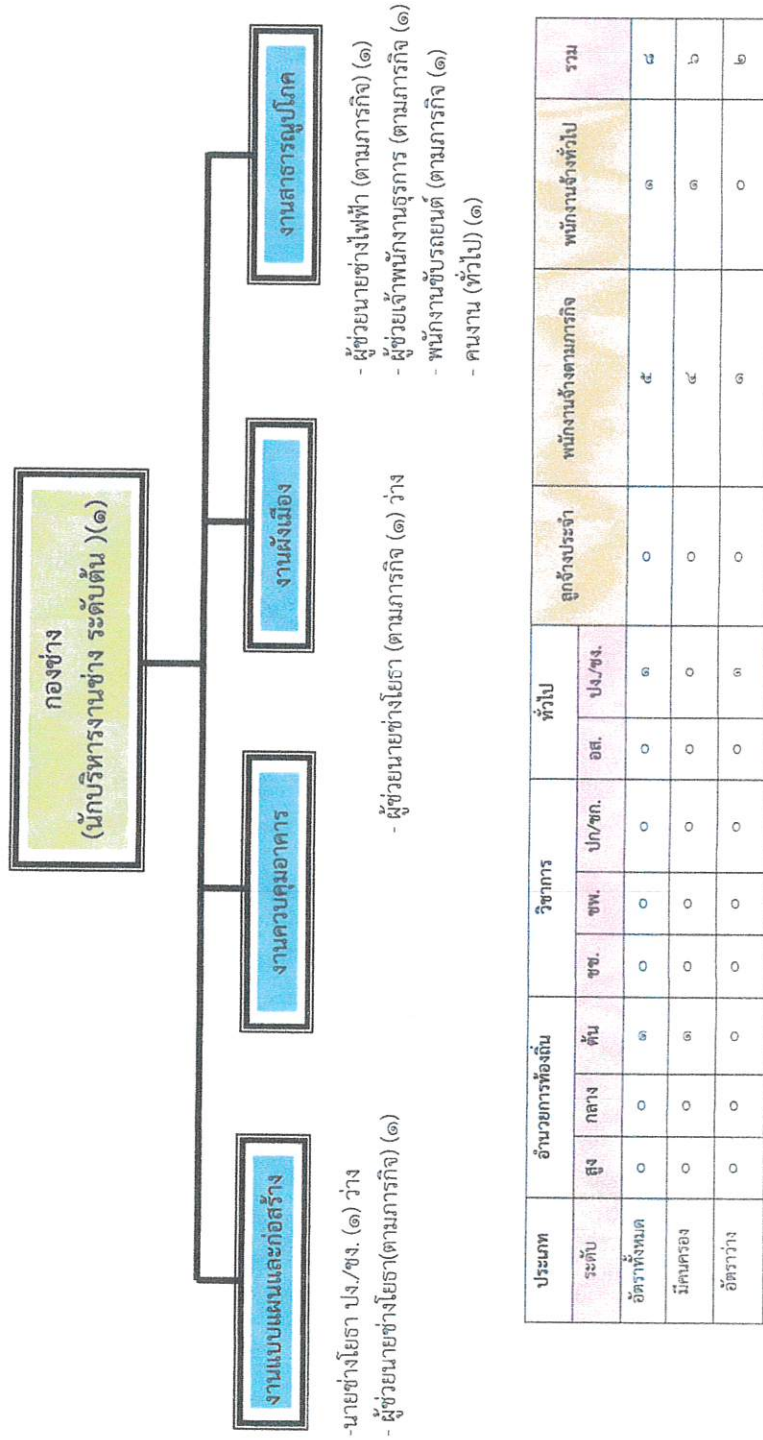 กองช่าง
(นักบริหารงานช่าง ระดับต้น )(๑)
งานแบบแผนและก่อสร้าง
งานควบคุมอาคาร
งานผังเมือง
งานสาธารณูปโภค
-นายช่างโยธา ปง./ชง. (๑) ว่าง
- ผู้ช่วยนายช่างโยธา(ตามภารกิจ) (๑)
- ผู้ช่วยนายช่างโยธา (ตามภารกิจ (๑) ว่าง
- ผู้ช่วยนายช่างไฟฟ้า (ตามภารกิจ) (๑)
- ผู้ช่วยเจ้าพนักงานธุรการ (ตามภารกิจ (๑)
- พนักงานขับรถยนต์ (ตามภารกิจ (๑)
- คนงาน (ทั่วไป) (๑)
ประเภท อำนวยการท้องถิ่น วิชาการ ทั่วไป ลูกจ้างประจำ พนักงานจ้างตามภารกิจ พนักงานจ้างทั่วไป รวม
ระดับ สูง กลาง ต้น ชช. ชพ. ปก/ชก. อส. ปง./ชง.
อัตราทั้งหมด ๐ ๐ ๑ ๐ ๐ ๐ ๐ ๑ ๐ ๕ ๑ ๘
มีคนครอง ๐ ๐ ๑ ๐ ๐ ๐ ๐ ๐ ๐ ๔ ๑ ๖
อัตราว่าง ๐ ๐ ๐ ๐ ๐ ๐ ๐ ๑ ๐ ๑ ๐ ๒